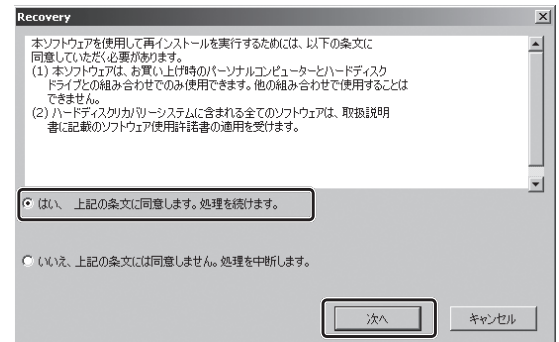 Recovery
本ソフトウェアを使用して再インストールを実行するためには、以下の条文に
同意していただく必要があります。
(1) 本ソフトウェアは、お買い上げ時のパーソナルコンピューターとハードディスク
ドライブとの組み合わせでのみ使用できます。他の組み合わせで使用することは
できません。
(2) ハードディスクリカバリーシステムに含まれる全てのソフトウェアは、取扱説明
書に記載のソフトウェア使用許諾書の適用を受けます。
はい、 上記の条文に同意します。処理を続けます。
いいえ、上記の条文には同意しません。処理を中断します。
次へ
キャンセル